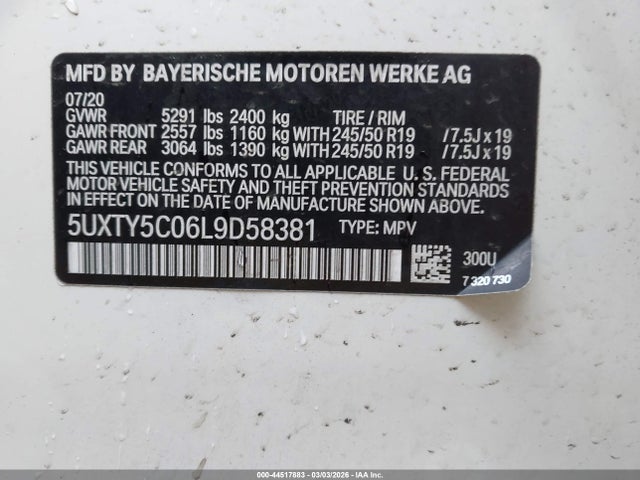 MFD BY BAYERISCHE MOTOREN WERKE AG
07/20
GVWR 5291 lbs 2400 kg TIRE / RIM
GAWR FRONT 2557 lbs 1160 kg WITH 245/50 R19 / 7.5J x 19
GAWR REAR 3064 lbs 1390 kg WITH 245/50 R19 / 7.5J x 19
THIS VEHICLE CONFORMS TO ALL APPLICABLE U. S. FEDERAL
MOTOR VEHICLE SAFETY AND THEFT PREVENTION STANDARDS
IN EFFECT ON THE DATE OF MANUFACTURE SHOWN ABOVE.
5UXTY5C06L9D58381 TYPE: MPV
300U
7 320 730
000-44517883 - 03/03/2026 - IAA Inc.